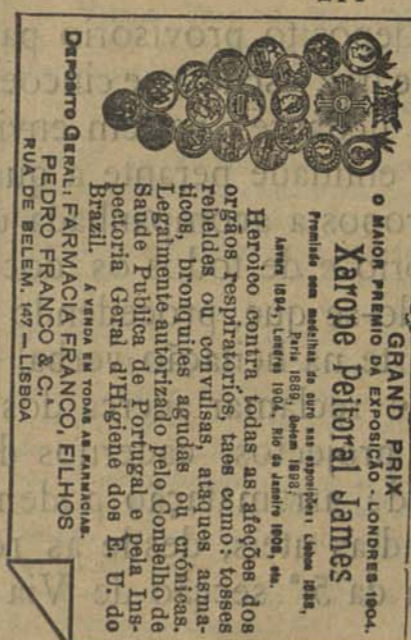 GRAND PRIX
O MAIOR PREMIO DA EXPOSIÇÃO - LONDRES 1904.
Xarope Peitoral James
Premiado com medalhas de ouro nas exposições: Lisboa 1888,
Paris 1889,
Anvers 1894, Londres 1904, Rio de Janeiro 1908, etc.
Heroico contra todas as afeções dos
orgãos respiratorios, taes como: tosses
rebeldes ou convulsas, ataques asma-
ticos, bronquites agudas ou crónicas.
Legalmente autorizado pelo Conselho de
Saude Publica de Portugal e pela Ins-
pectoria Geral d'Higiene dos E. U. do
Brazil.
Á VENDA EM TODAS AS FARMÁCIAS.
DEPOSITO GERAL: FARMACIA FRANCO, FILHOS
PEDRO FRANCO & C.ª
RUA DE BELEM, 147 — LISBOA